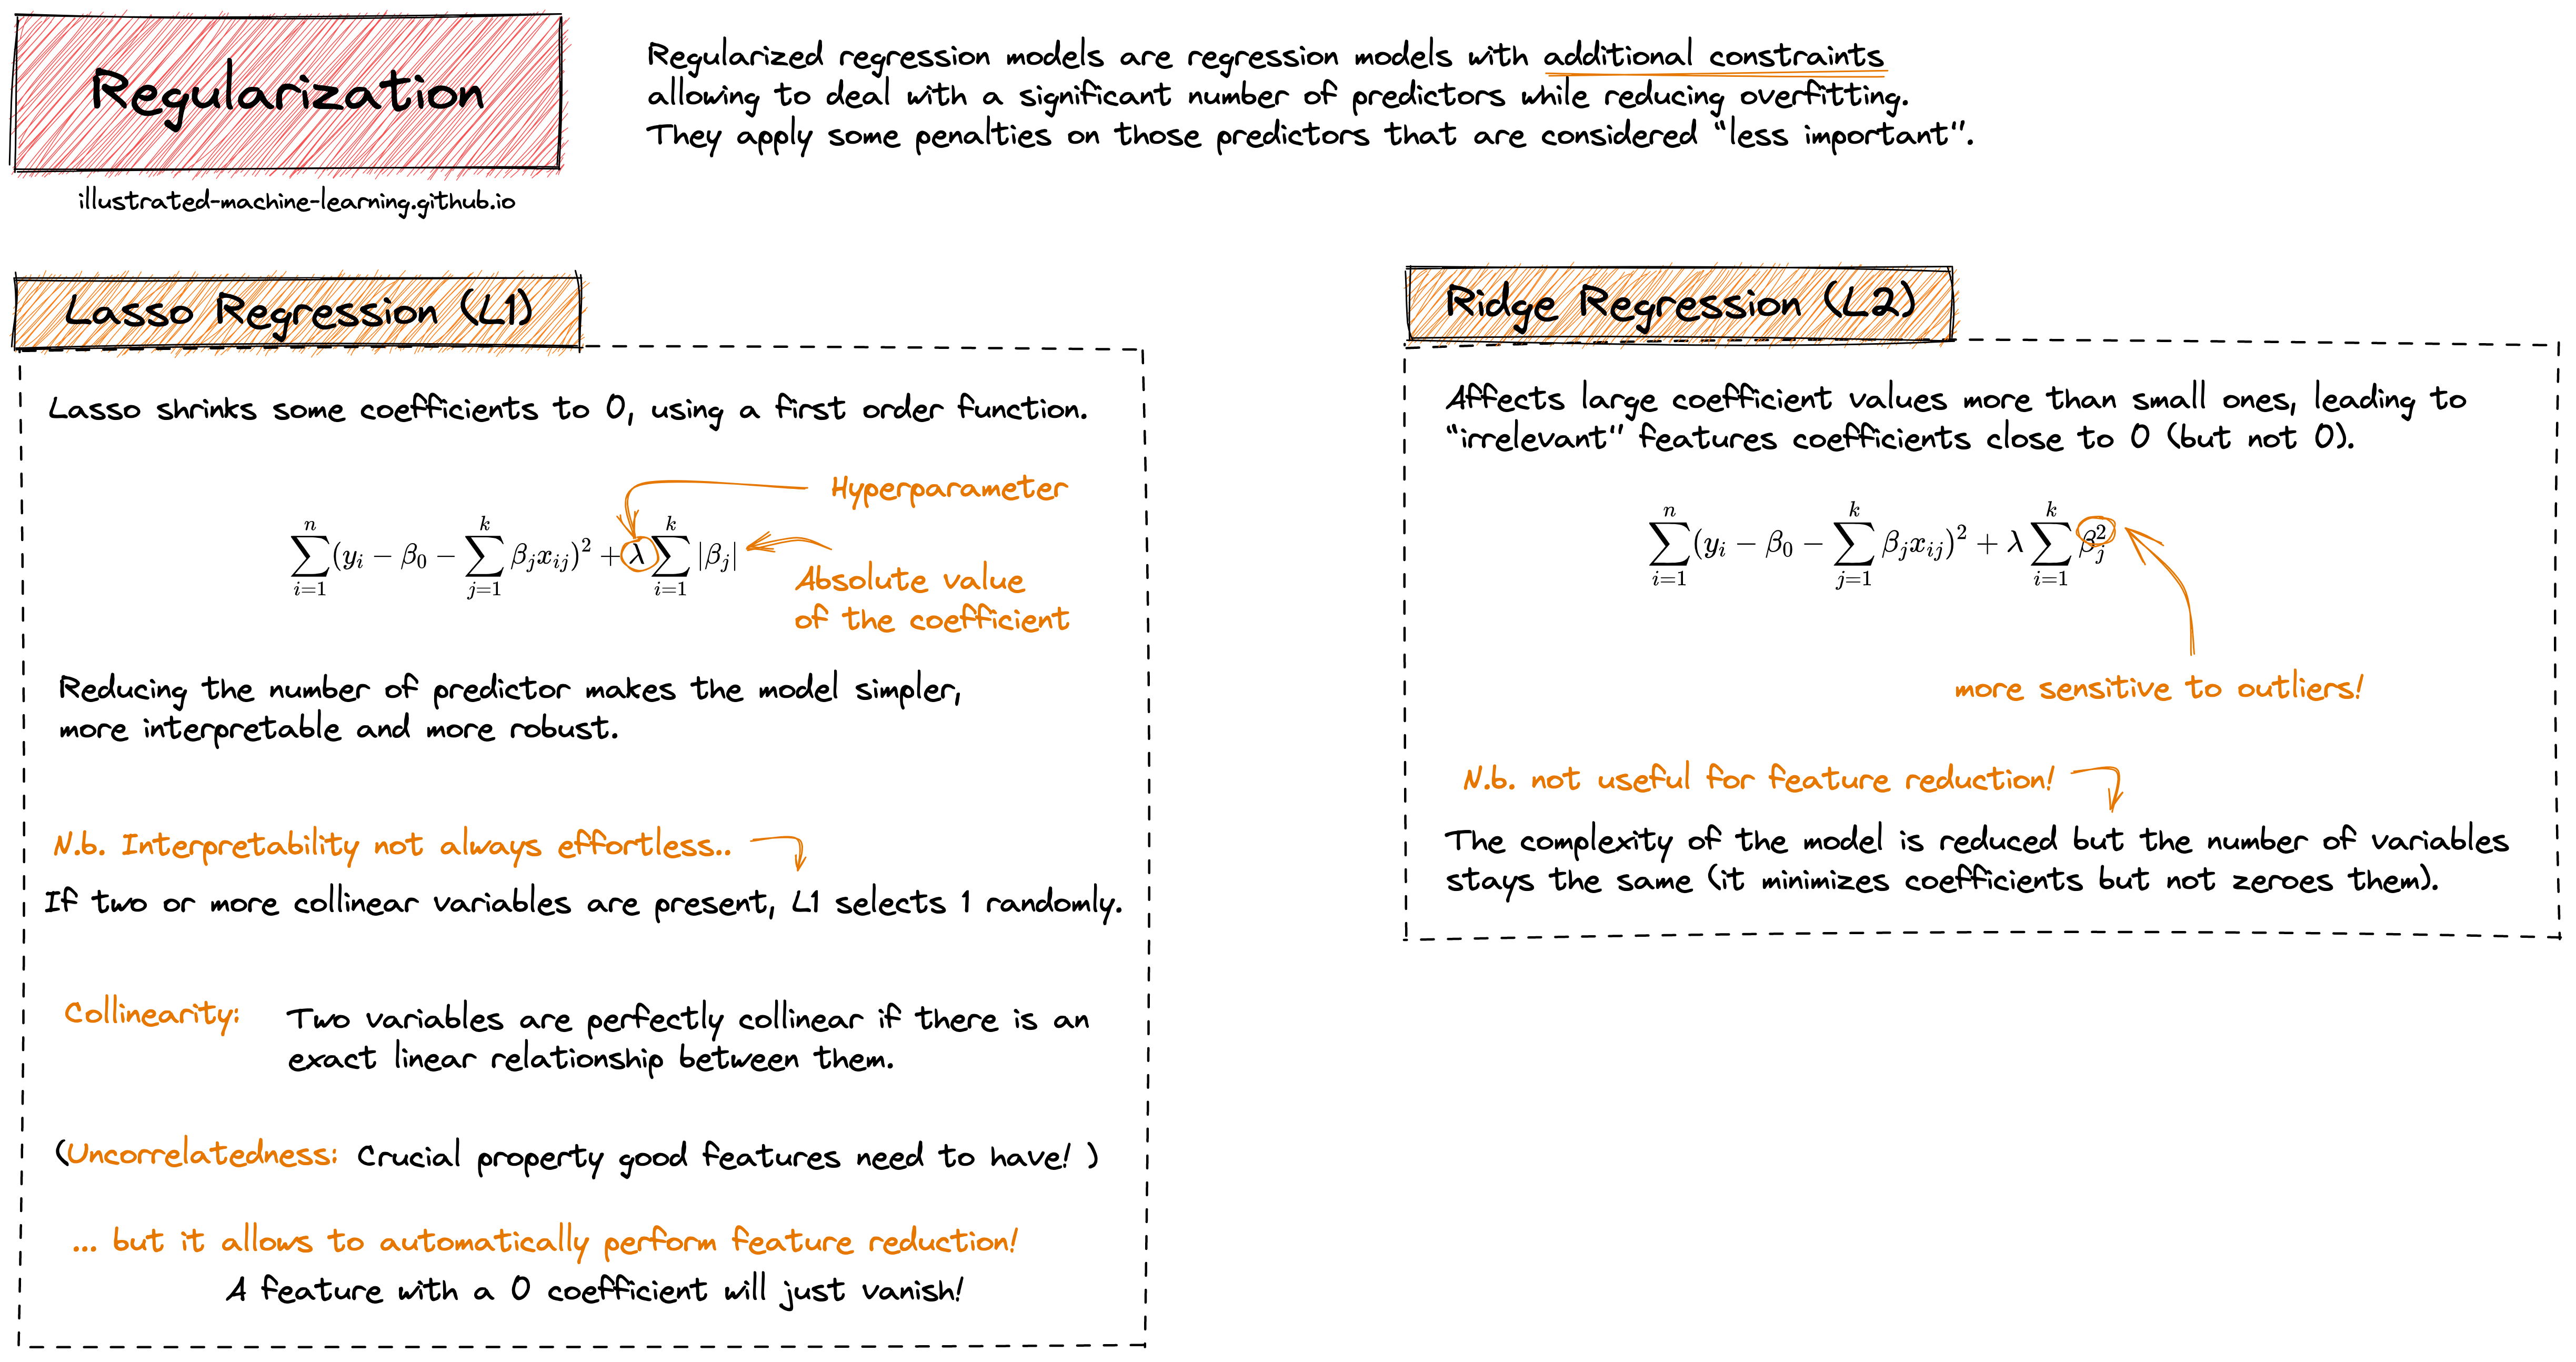 Regularization
illustrated-machine-learning.github.io
Regularized regression models are regression models with additional constraints
allowing to deal with a significant number of predictors while reducing overfitting.
They apply some penalties on those predictors that are considered "less important".
Lasso Regression (L1)
Lasso shrinks some coefficients to 0, using a first order function.
Hyperparameter
$\sum_{i=1}^{n}(y_i - \beta_0 - \sum_{j=1}^{k} \beta_j x_{ij})^2 + \lambda \sum_{i=1}^{k} |\beta_j|$
Absolute value
of the coefficient
Reducing the number of predictor makes the model simpler,
more interpretable and more robust.
N.b. Interpretability not always effortless..
If two or more collinear variables are present, L1 selects 1 randomly.
Collinearity: Two variables are perfectly collinear if there is an
exact linear relationship between them.
(Uncorrelatedness: Crucial property good features need to have! )
... but it allows to automatically perform feature reduction!
A feature with a 0 coefficient will just vanish!
Ridge Regression (L2)
Affects large coefficient values more than small ones, leading to
"irrelevant" features coefficients close to 0 (but not 0).
$\sum_{i=1}^{n}(y_i - \beta_0 - \sum_{j=1}^{k} \beta_j x_{ij})^2 + \lambda \sum_{i=1}^{k} \beta_j^2$
more sensitive to outliers!
N.b. not useful for feature reduction!
The complexity of the model is reduced but the number of variables
stays the same (it minimizes coefficients but not zeroes them).